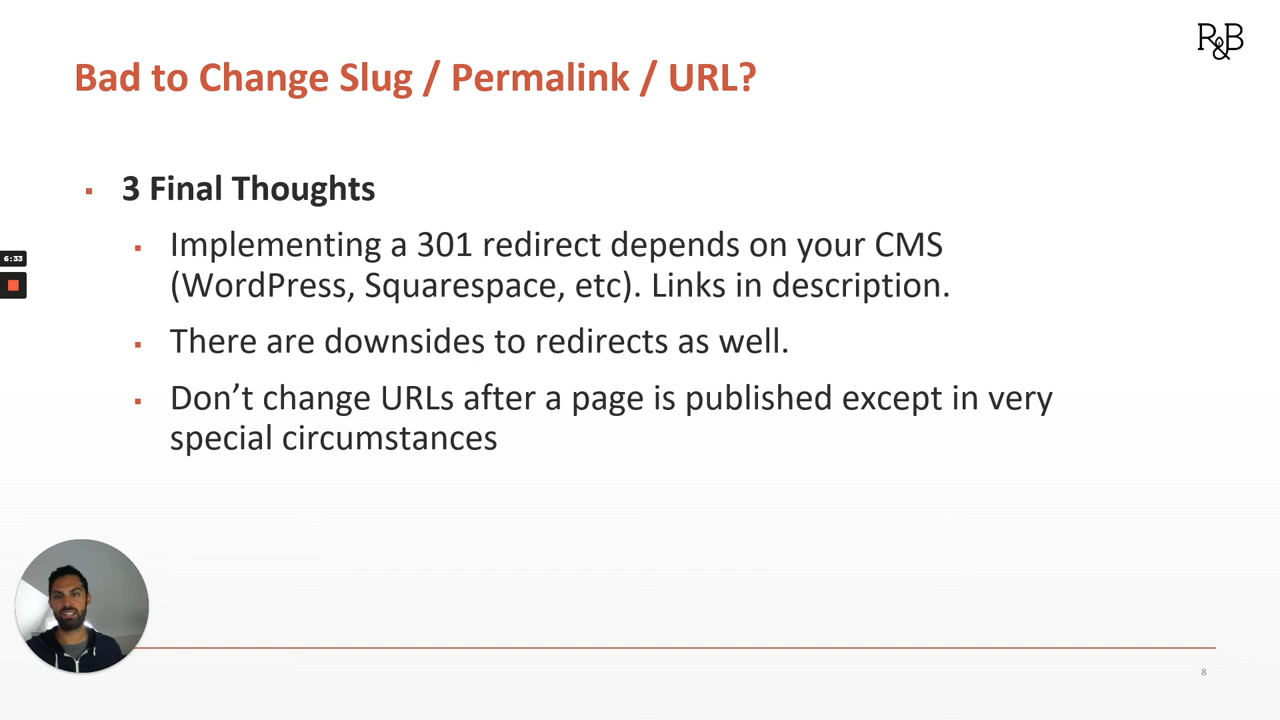 R&B
Bad to Change Slug / Permalink / URL?
3 Final Thoughts
Implementing a 301 redirect depends on your CMS
(WordPress, Squarespace, etc). Links in description.
6:33
There are downsides to redirects as well.
Don’t change URLs after a page is published except in very
special circumstances
8